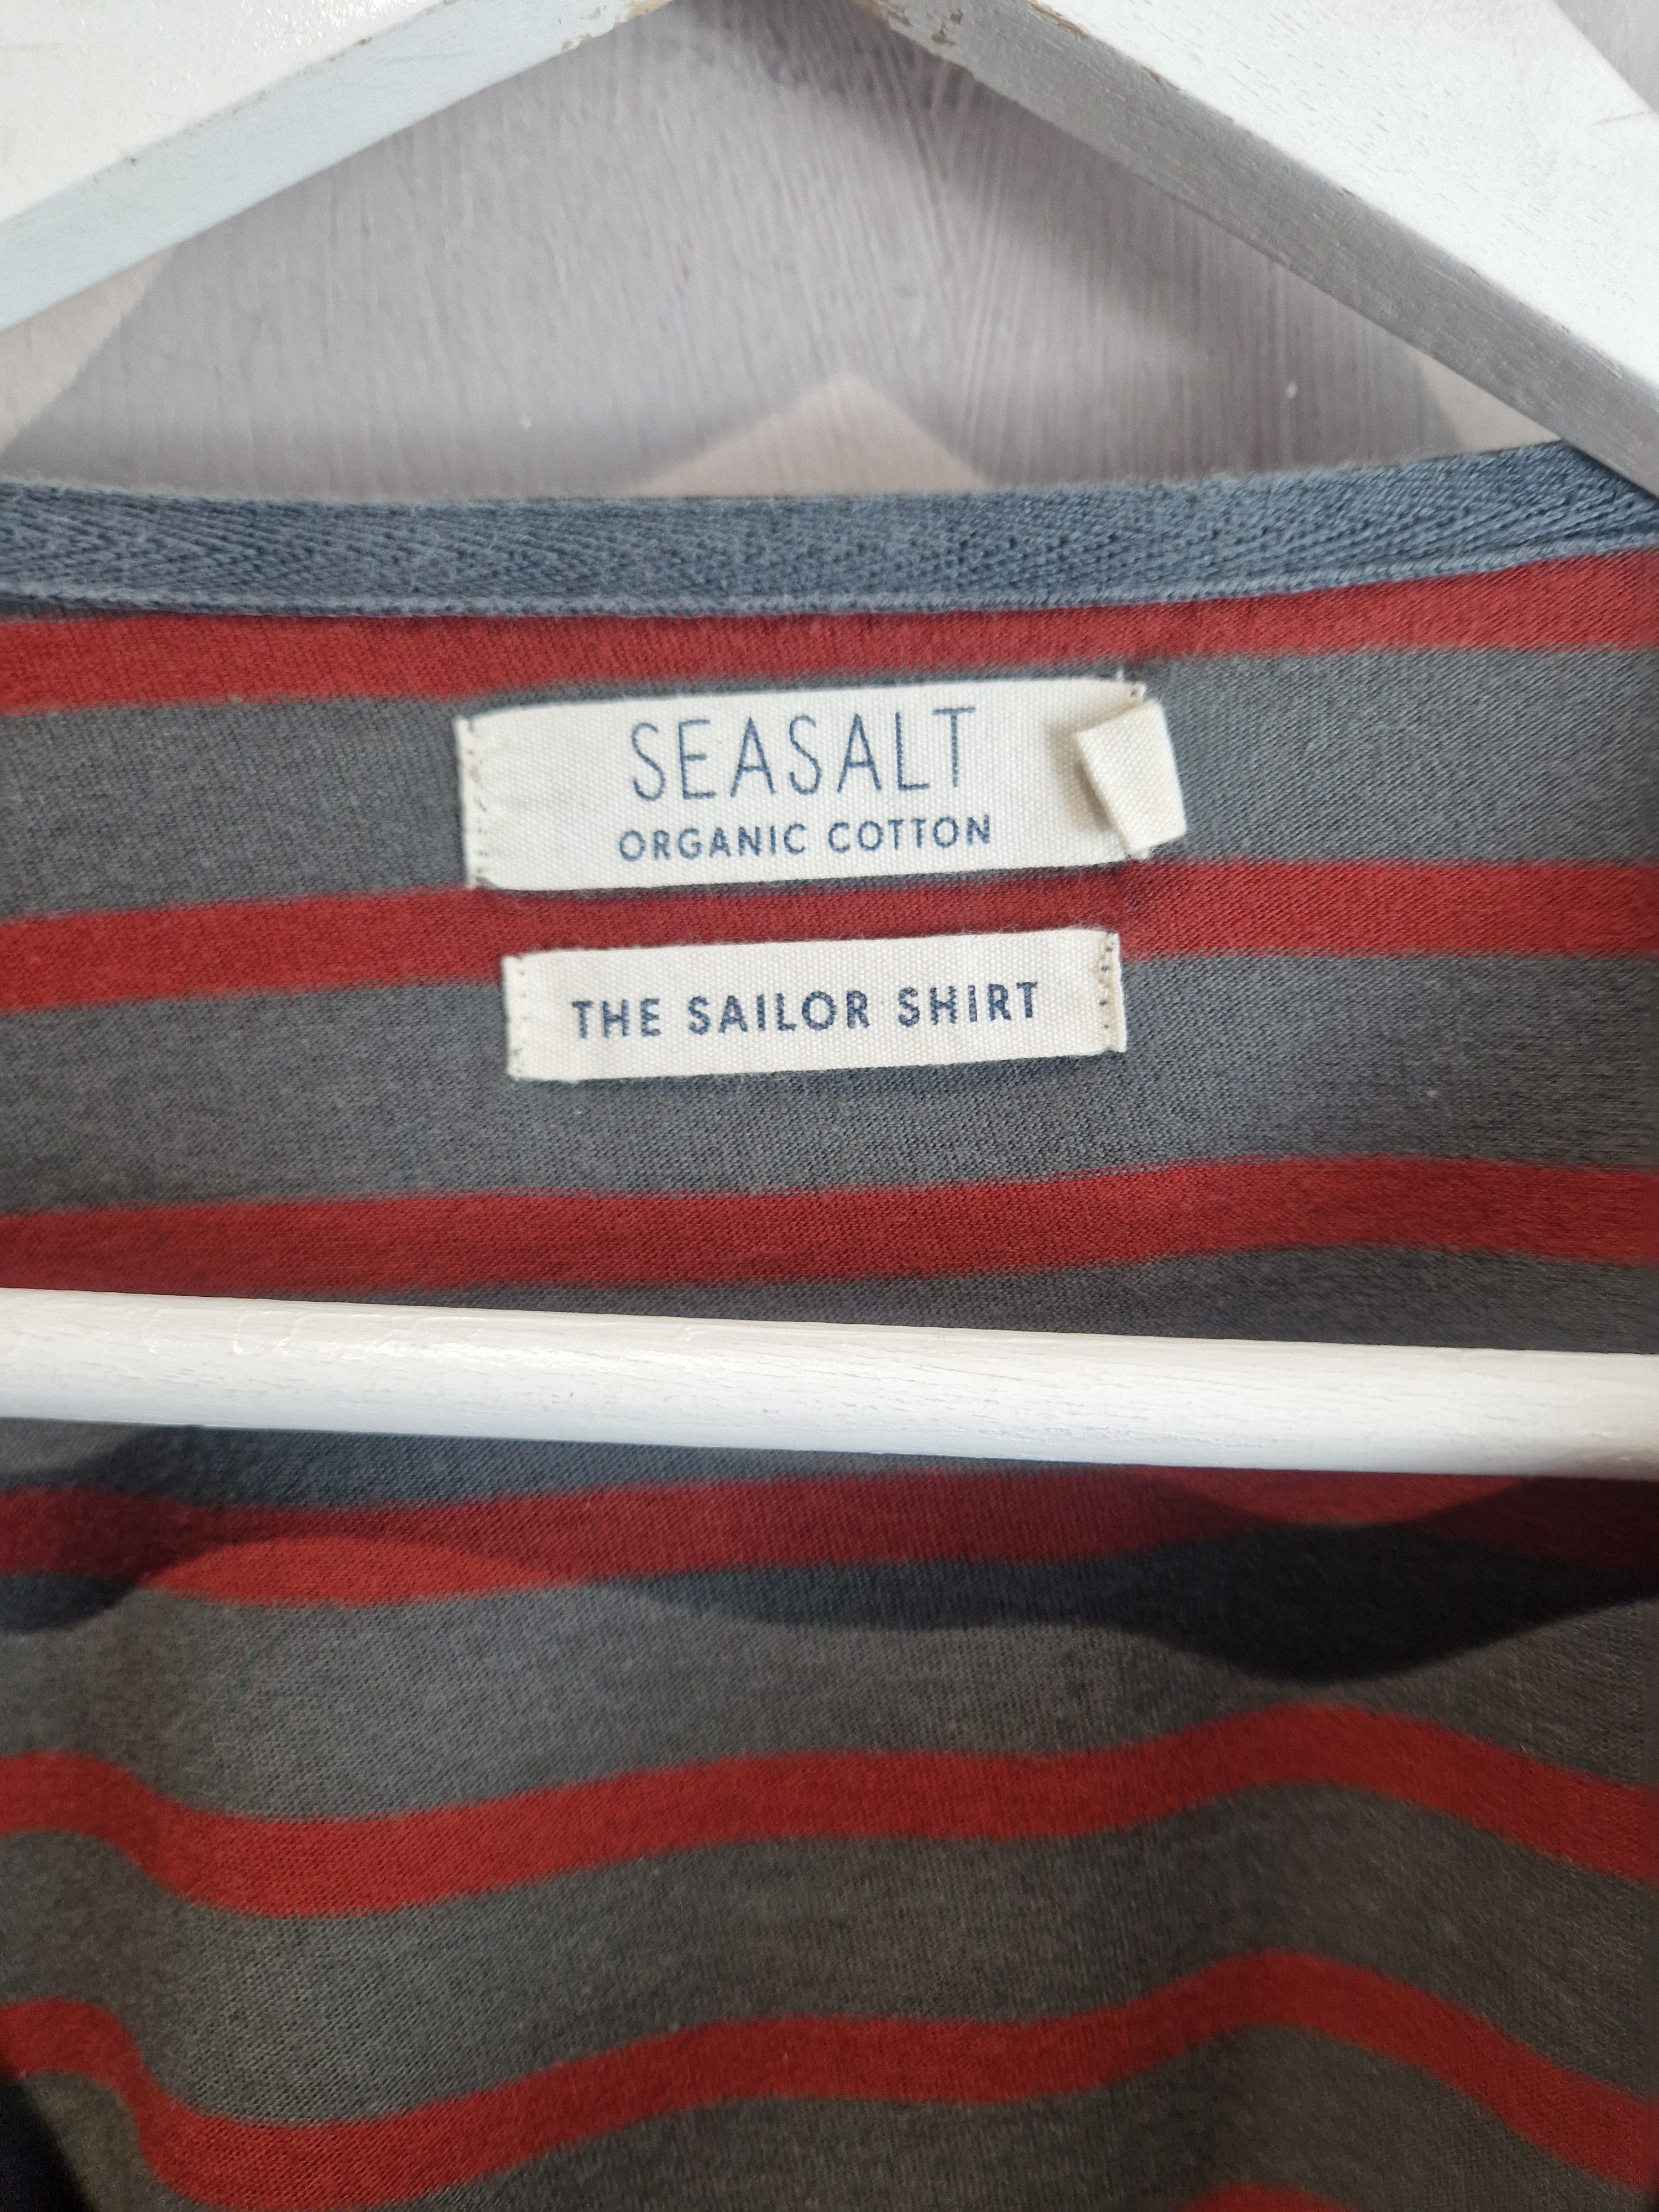 SEASALT
ORGANIC COTTON
THE SAILOR SHIRT